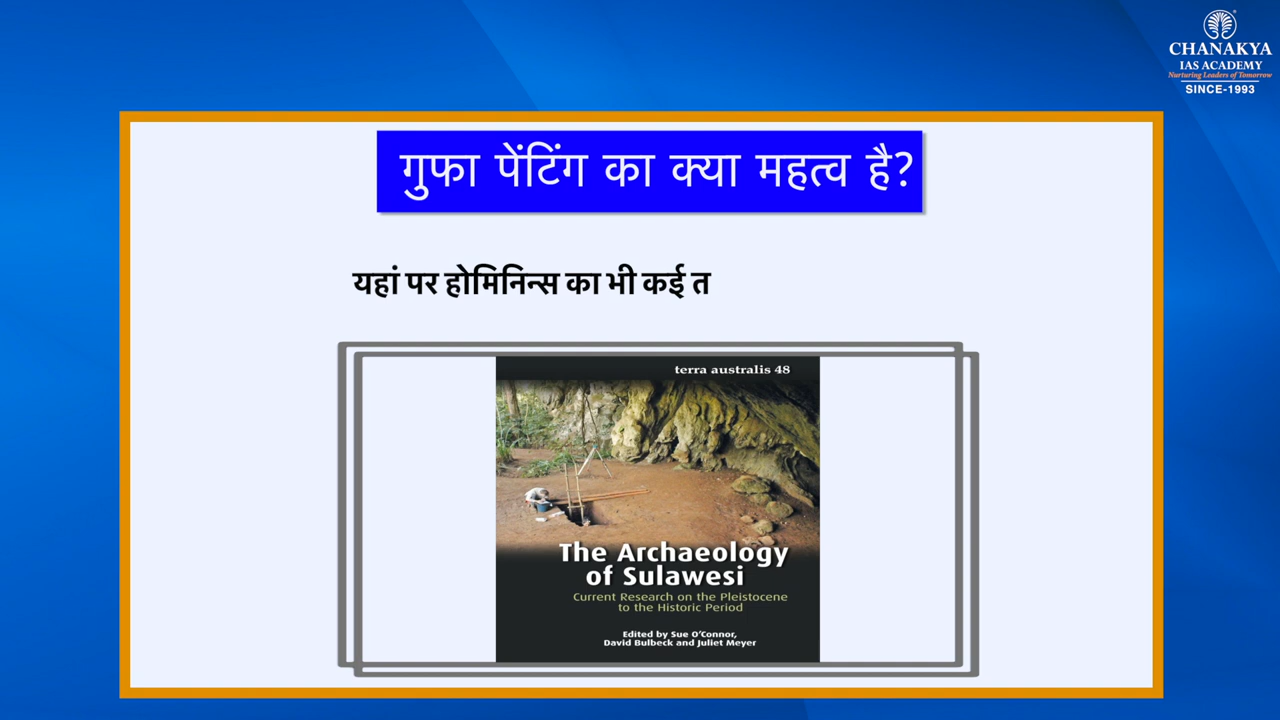 CHANAKYA
IAS ACADEMY
Nurturing Leaders of Tomorrow
SINCE-1993
गुफा पेंटिंग का क्या महत्व है?
यहां पर होमिनिन्स का भी कई त
terra australis 48
The Archaeology
of Sulawesi
Current Research on the Pleistocene
to the Historic Period
Edited by Sue O'Connor,
David Bulbeck and Juliet Meyer